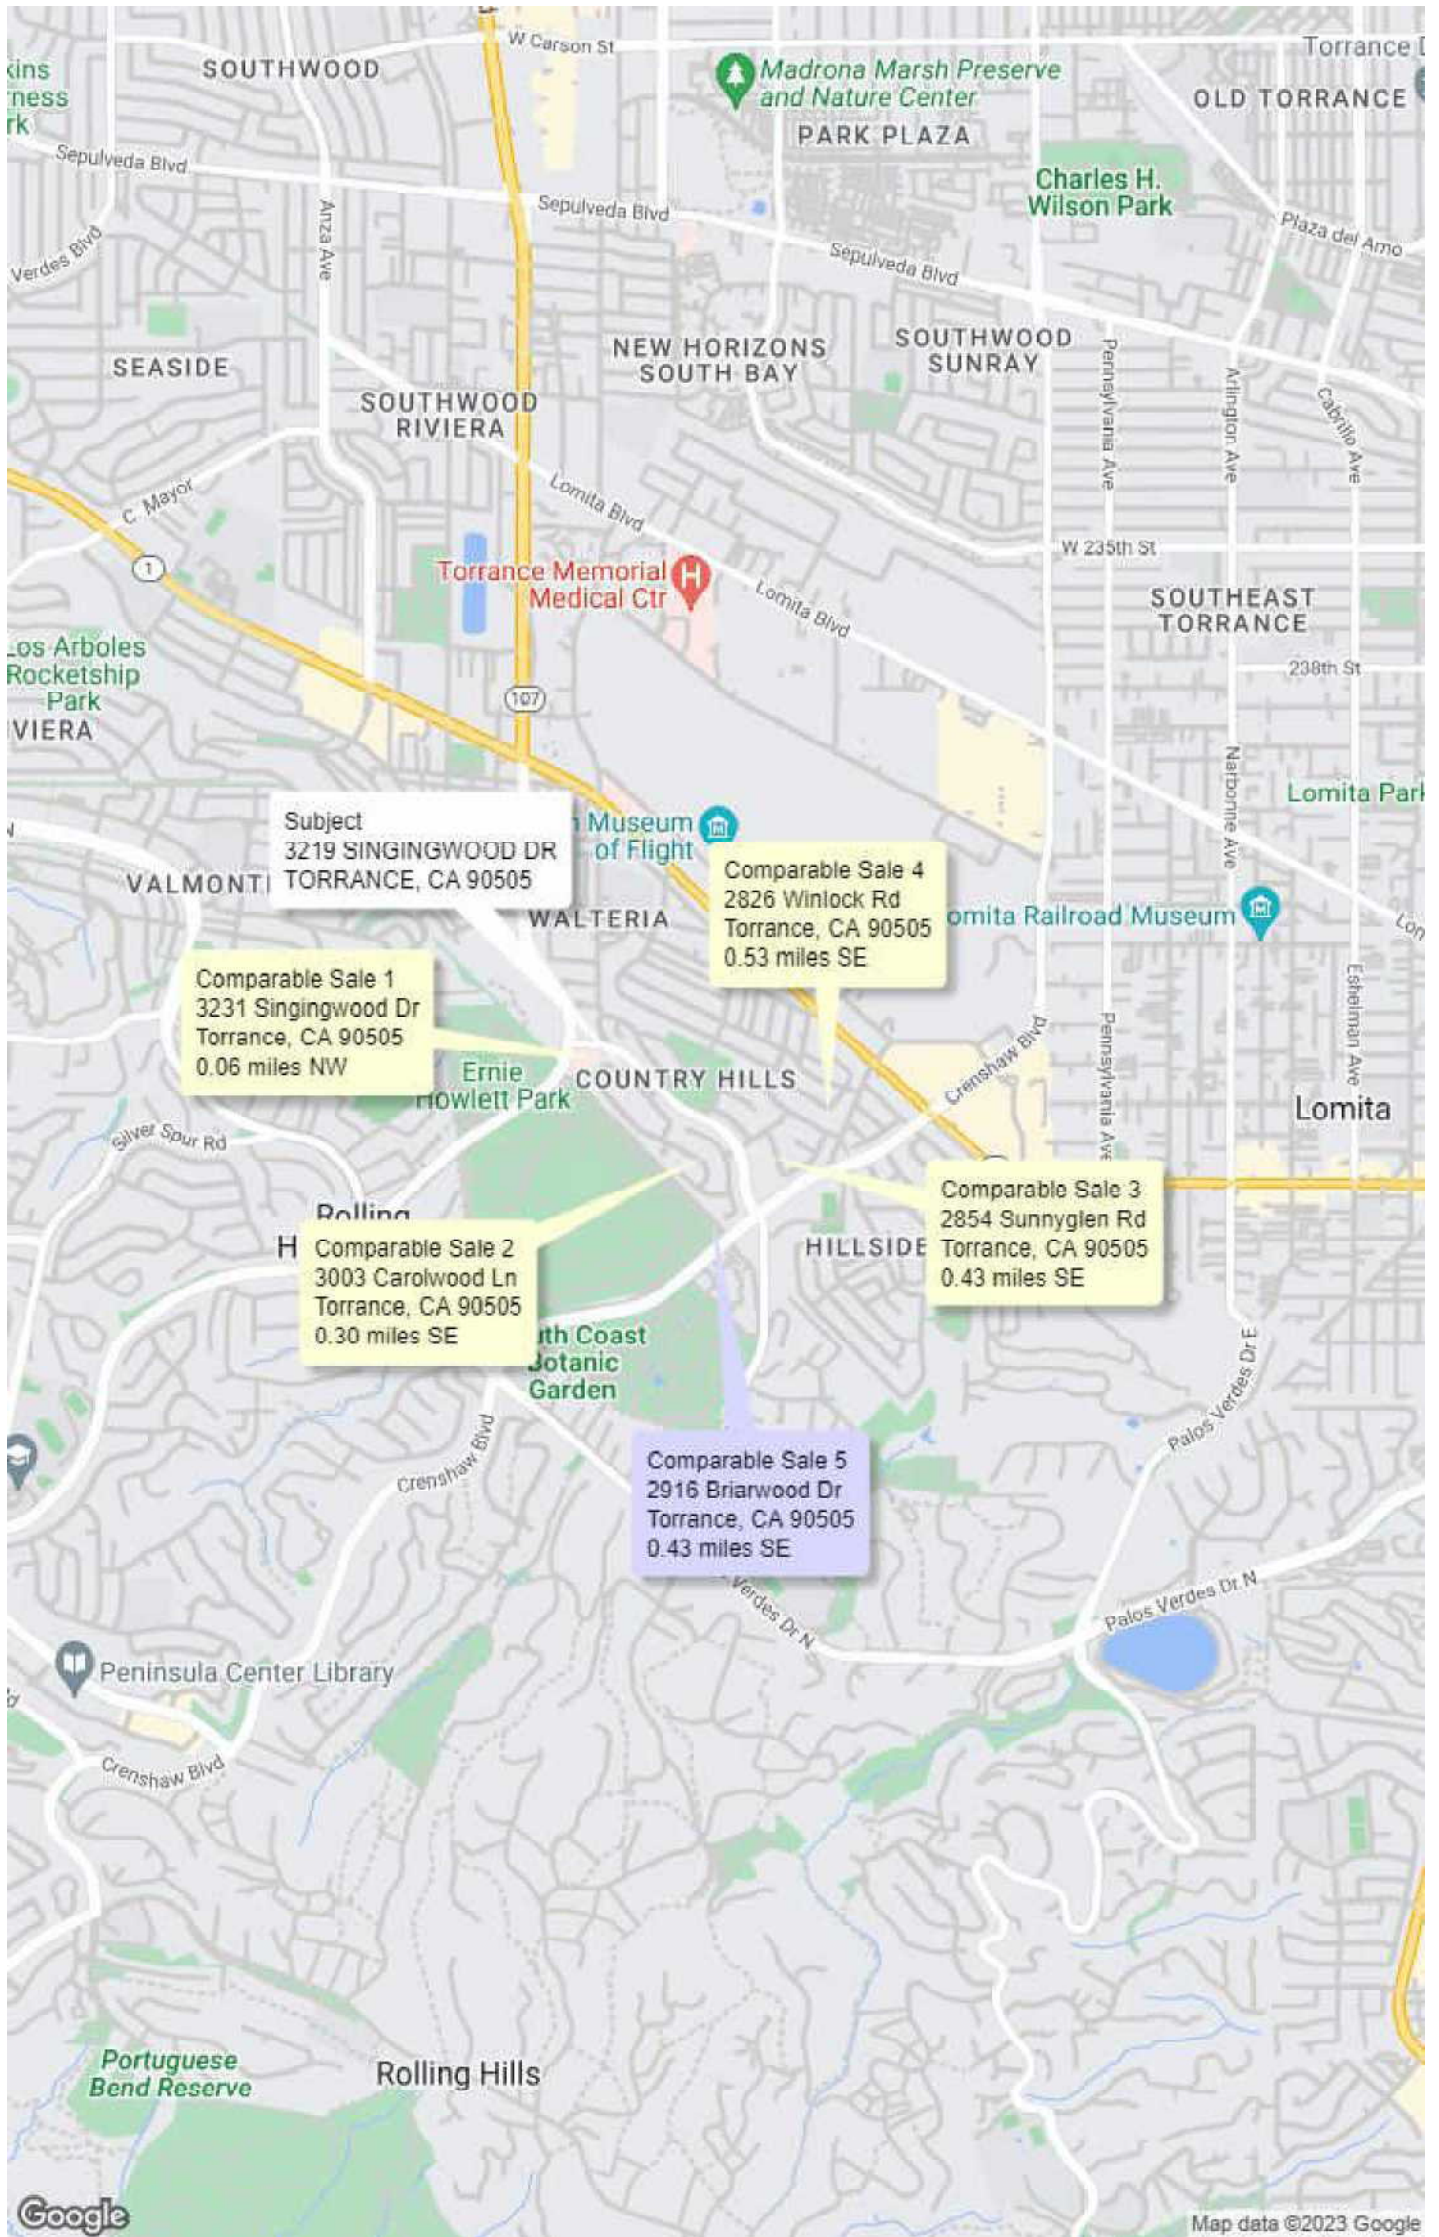 W Carson St
Torrance
kins
ness
rk
SOUTHWOOD
Madrona Marsh Preserve
and Nature Center
OLD TORRANCE
PARK PLAZA
Sepulveda Blvd
Charles H.
Wilson Park
Sepulveda Blvd
Anza Ave
Verdes Blvd
Plaza del Amo
Sepulveda Blvd
SEASIDE
NEW HORIZONS
SOUTH BAY
SOUTHWOOD
SUNRAY
Pennsylvania Ave
Arlington Ave
Cabrillo Ave
SOUTHWOOD
RIVIERA
C. Mayor
Lomita Blvd
W 235th St
1
Torrance Memorial
Medical Ctr
H
Lomita Blvd
SOUTHEAST
TORRANCE
Los Arboles
Rocketship
Park
VIERA
238th St
107
Narbonne Ave
Lomita Park
Subject
3219 SINGINGWOOD DR
TORRANCE, CA 90505
Museum
of Flight
VALMONT
WALTERIA
Comparable Sale 4
2826 Winlock Rd
Torrance, CA 90505
0.53 miles SE
omita Railroad Museum
Lon
Comparable Sale 1
3231 Singingwood Dr
Torrance, CA 90505
0.06 miles NW
Eshelman Ave
Pennsylvania Ave
Crenshaw Blvd
Ernie
Howlett Park
COUNTRY HILLS
Lomita
Silver Spur Rd
Rolling
H
Comparable Sale 3
2854 Sunnyglen Rd
Torrance, CA 90505
0.43 miles SE
HILLSIDE
Comparable Sale 2
3003 Carolwood Ln
Torrance, CA 90505
0.30 miles SE
uth Coast
Botanic
Garden
Palos Verdes Dr E
Crenshaw Blvd
Comparable Sale 5
2916 Briarwood Dr
Torrance, CA 90505
0.43 miles SE
Verdes Dr N
Palos Verdes Dr N
Peninsula Center Library
Crenshaw Blvd
Portuguese
Bend Reserve
Rolling Hills
Google
Map data ©2023 Google